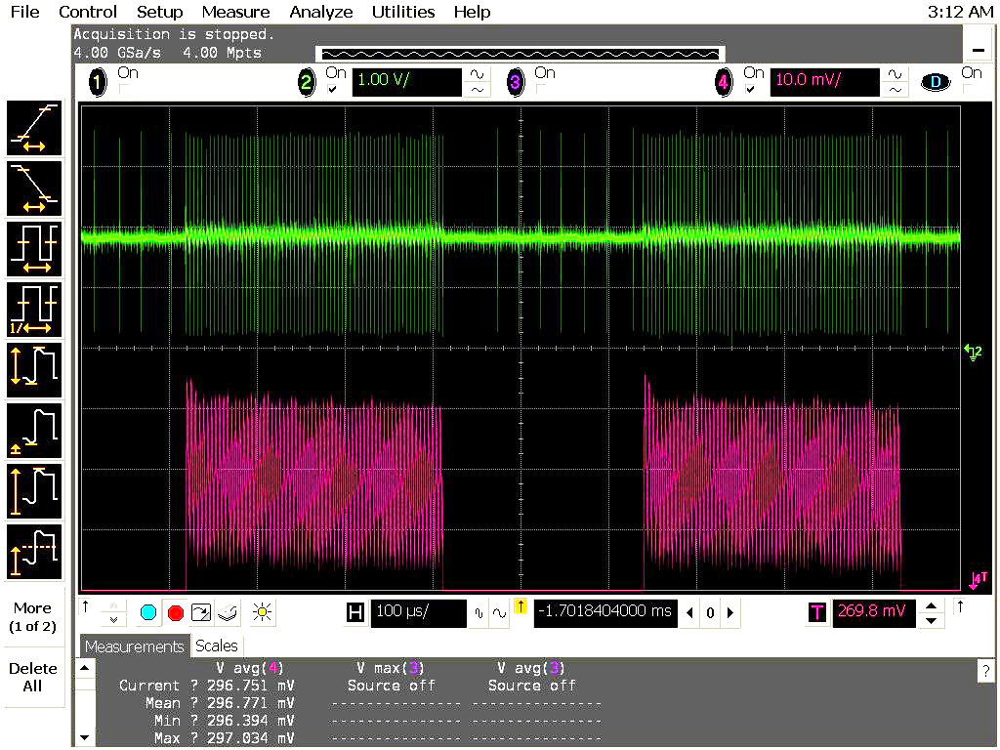 File Control Setup Measure Analyze Utilities Help 3:12 AM
Acquisition is stopped.
4.00 GSa/s 4.00 Mpts
1 On 2 On 1.00 V/ 3 On 4 On 10.0 mV/ D On
1/
2
4T
More
(1 of 2)
Delete
All
H 100 µs/ -1.7018404000 ms 0 T 269.8 mV
Measurements Scales
V avg(4) V max(3) V avg(3)
Current ? 296.751 mV Source off Source off
Mean ? 296.771 mV --------------- ---------------
Min ? 296.394 mV --------------- ---------------
Max ? 297.034 mV --------------- ---------------
?